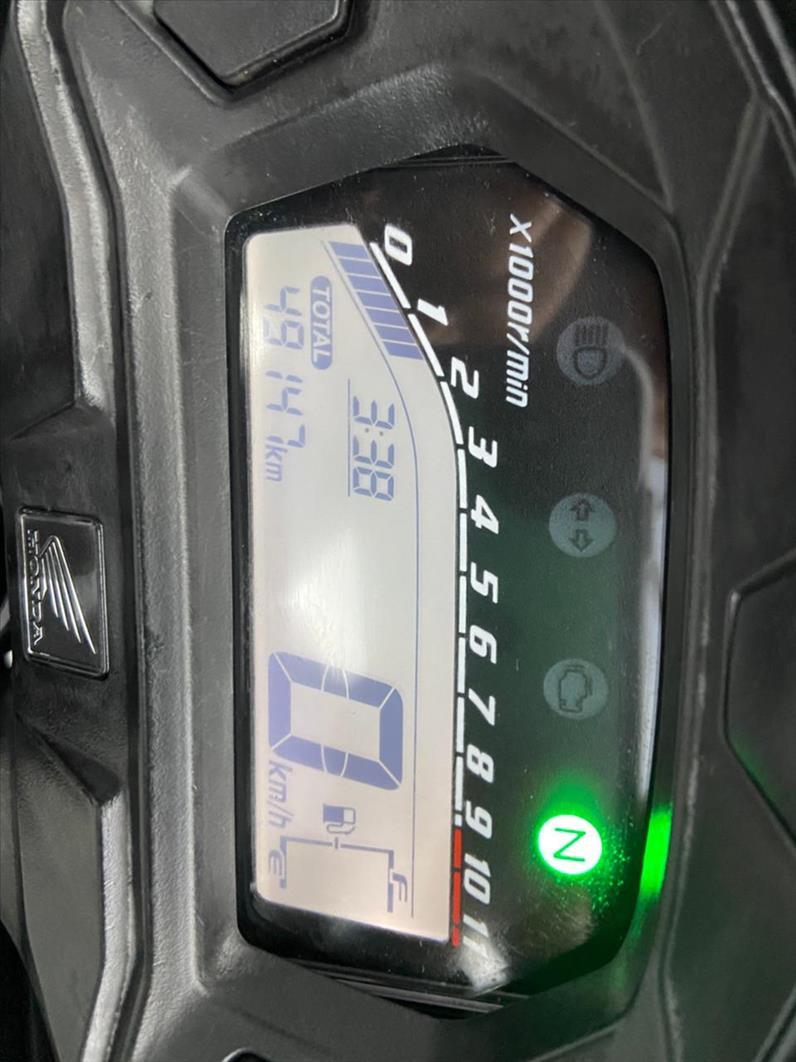 X1000r/min
0 1 2 3 4 5 6 7 8 9 10 11
N
3:38
TOTAL
49147km
0 km/h
F
E
HONDA